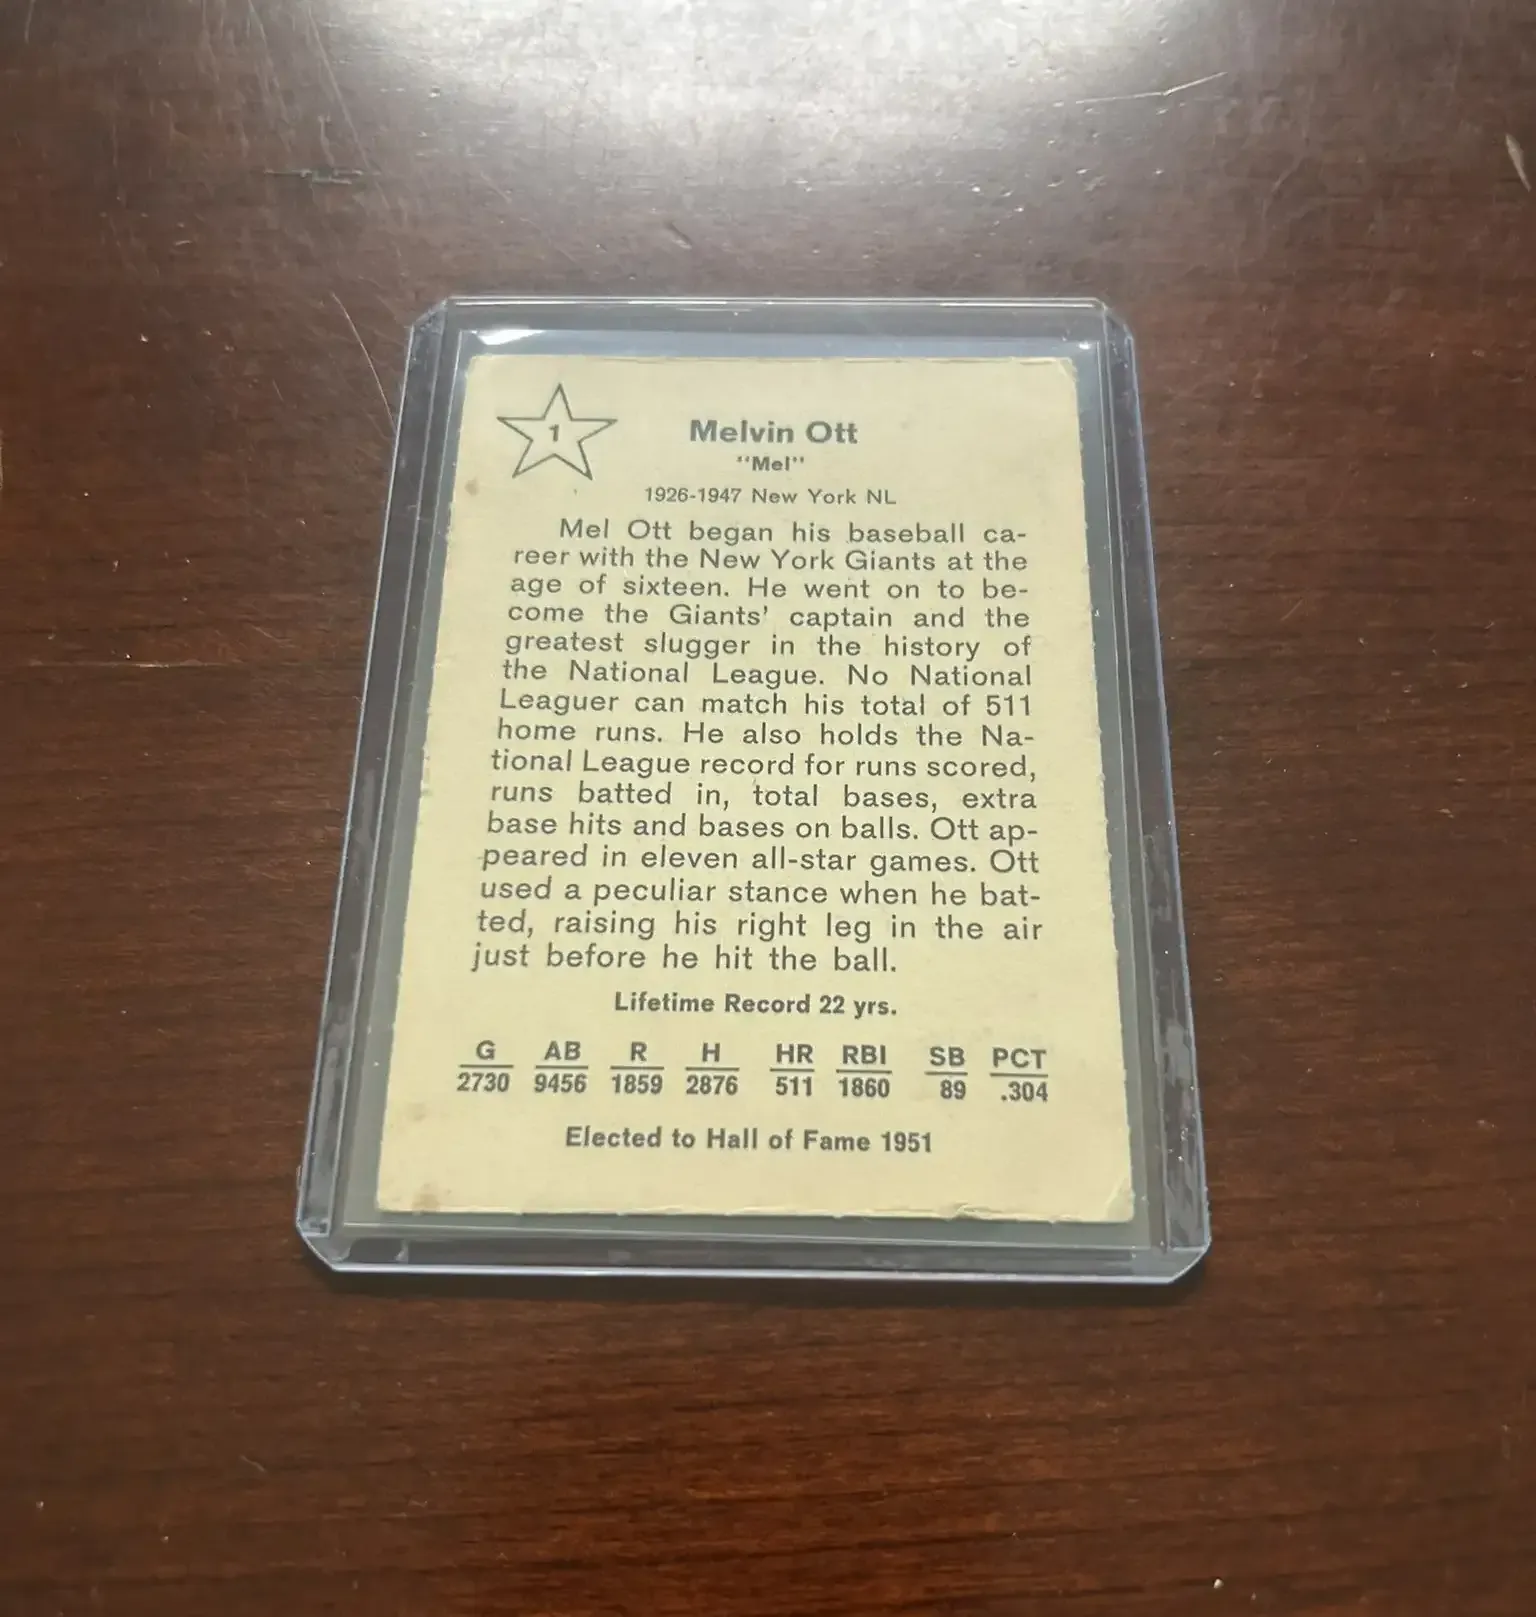 1
Melvin Ott
"Mel"
1926-1947 New York NL
Mel Ott began his baseball ca-
reer with the New York Giants at the
age of sixteen. He went on to be-
come the Giants' captain and the
greatest slugger in the history of
the National League. No National
Leaguer can match his total of 511
home runs. He also holds the Na-
tional League record for runs scored,
runs batted in, total bases, extra
base hits and bases on balls. Ott ap-
peared in eleven all-star games. Ott
used a peculiar stance when he bat-
ted, raising his right leg in the air
just before he hit the ball.
Lifetime Record 22 yrs.
G AB R H HR RBI SB PCT
2730 9456 1859 2876 511 1860 89 .304
Elected to Hall of Fame 1951